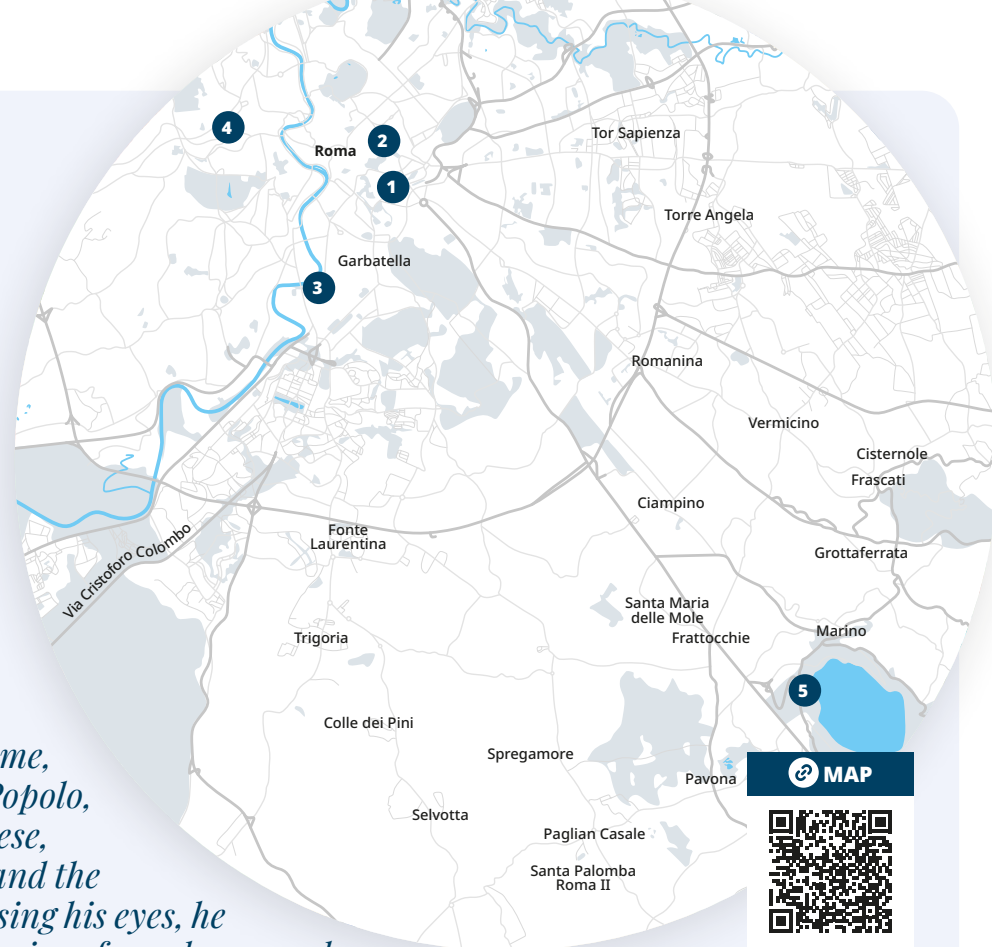 4
2
Roma
1
Tor Sapienza
Torre Angela
Garbatella
3
Romanina
Vermicino
Cisternole
Frascati
Ciampino
Fonte
Laurentina
Via Cristoforo Colombo
Grottaferrata
Santa Maria
delle Mole
Frattocchie
Marino
Trigoria
5
Colle dei Pini
Spregamore
Pavona
MAP
Selvotta
Paglian Casale
Santa Palomba
Roma II
me,
Popolo,
ese,
and the
sing his eyes, he